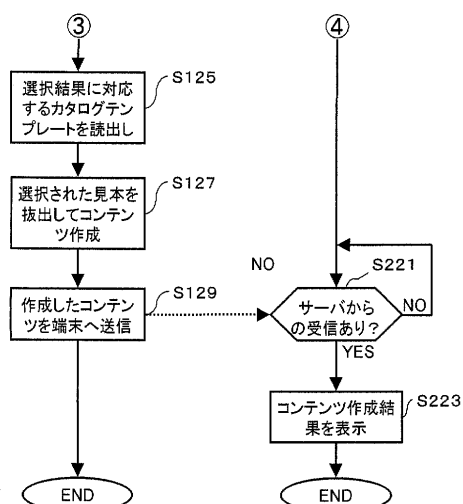 ③
④
選択結果に対応
するカタログテン
プレートを読出し
S125
選択された見本を
抜出してコンテン
ツ作成
S127
作成したコンテン
ツを端末へ送信
S129
NO
S221
サーバから
の受信あり？
NO
YES
コンテンツ作成結
果を表示
S223
END
END